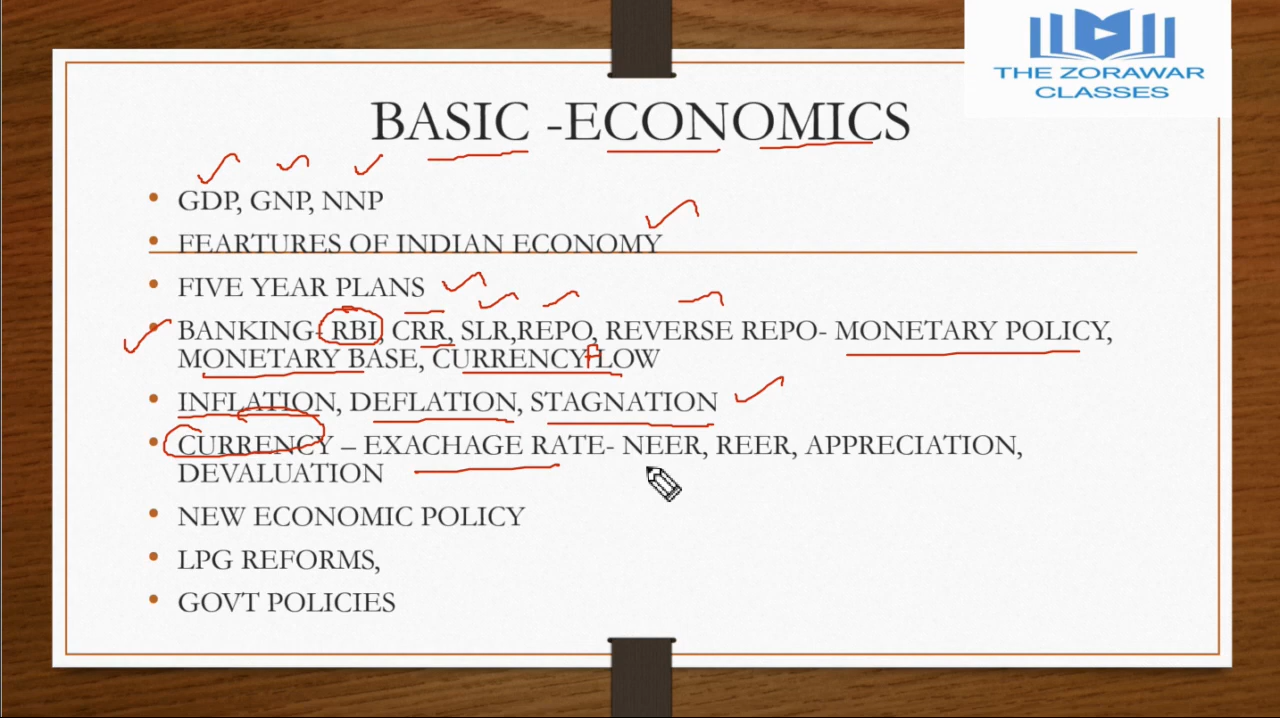 THE ZORAWAR
CLASSES
BASIC -ECONOMICS
• GDP, GNP, NNP
• FEARTURES OF INDIAN ECONOMY
• FIVE YEAR PLANS
• BANKING- RBI, CRR, SLR,REPO, REVERSE REPO- MONETARY POLICY,
MONETARY BASE, CURRENCYFLOW
• INFLATION, DEFLATION, STAGNATION
• CURRENCY – EXACHAGE RATE- NEER, REER, APPRECIATION,
DEVALUATION
• NEW ECONOMIC POLICY
• LPG REFORMS,
• GOVT POLICIES